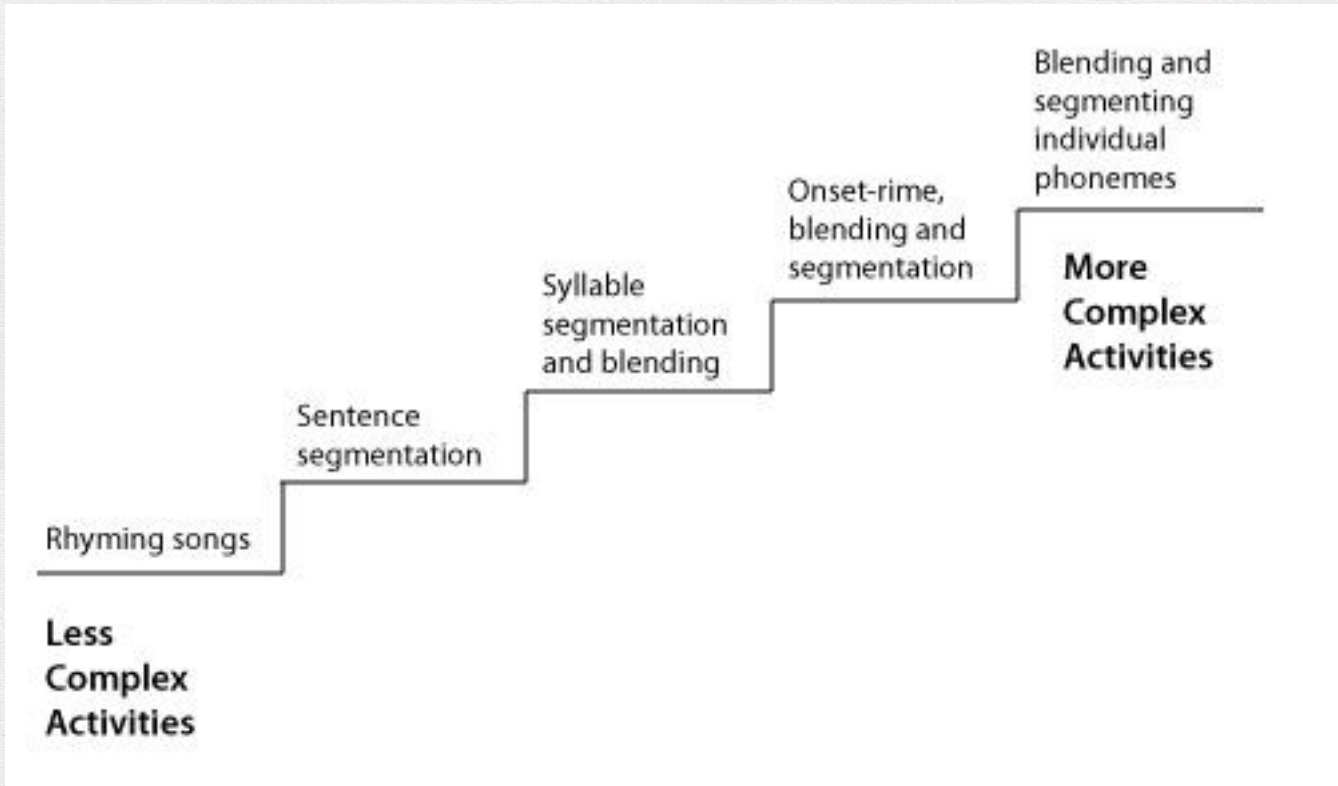 Rhyming songs
Less
Complex
Activities
Sentence
segmentation
Syllable
segmentation
and blending
Onset-rime,
blending and
segmentation
Blending and
segmenting
individual
phonemes
More
Complex
Activities